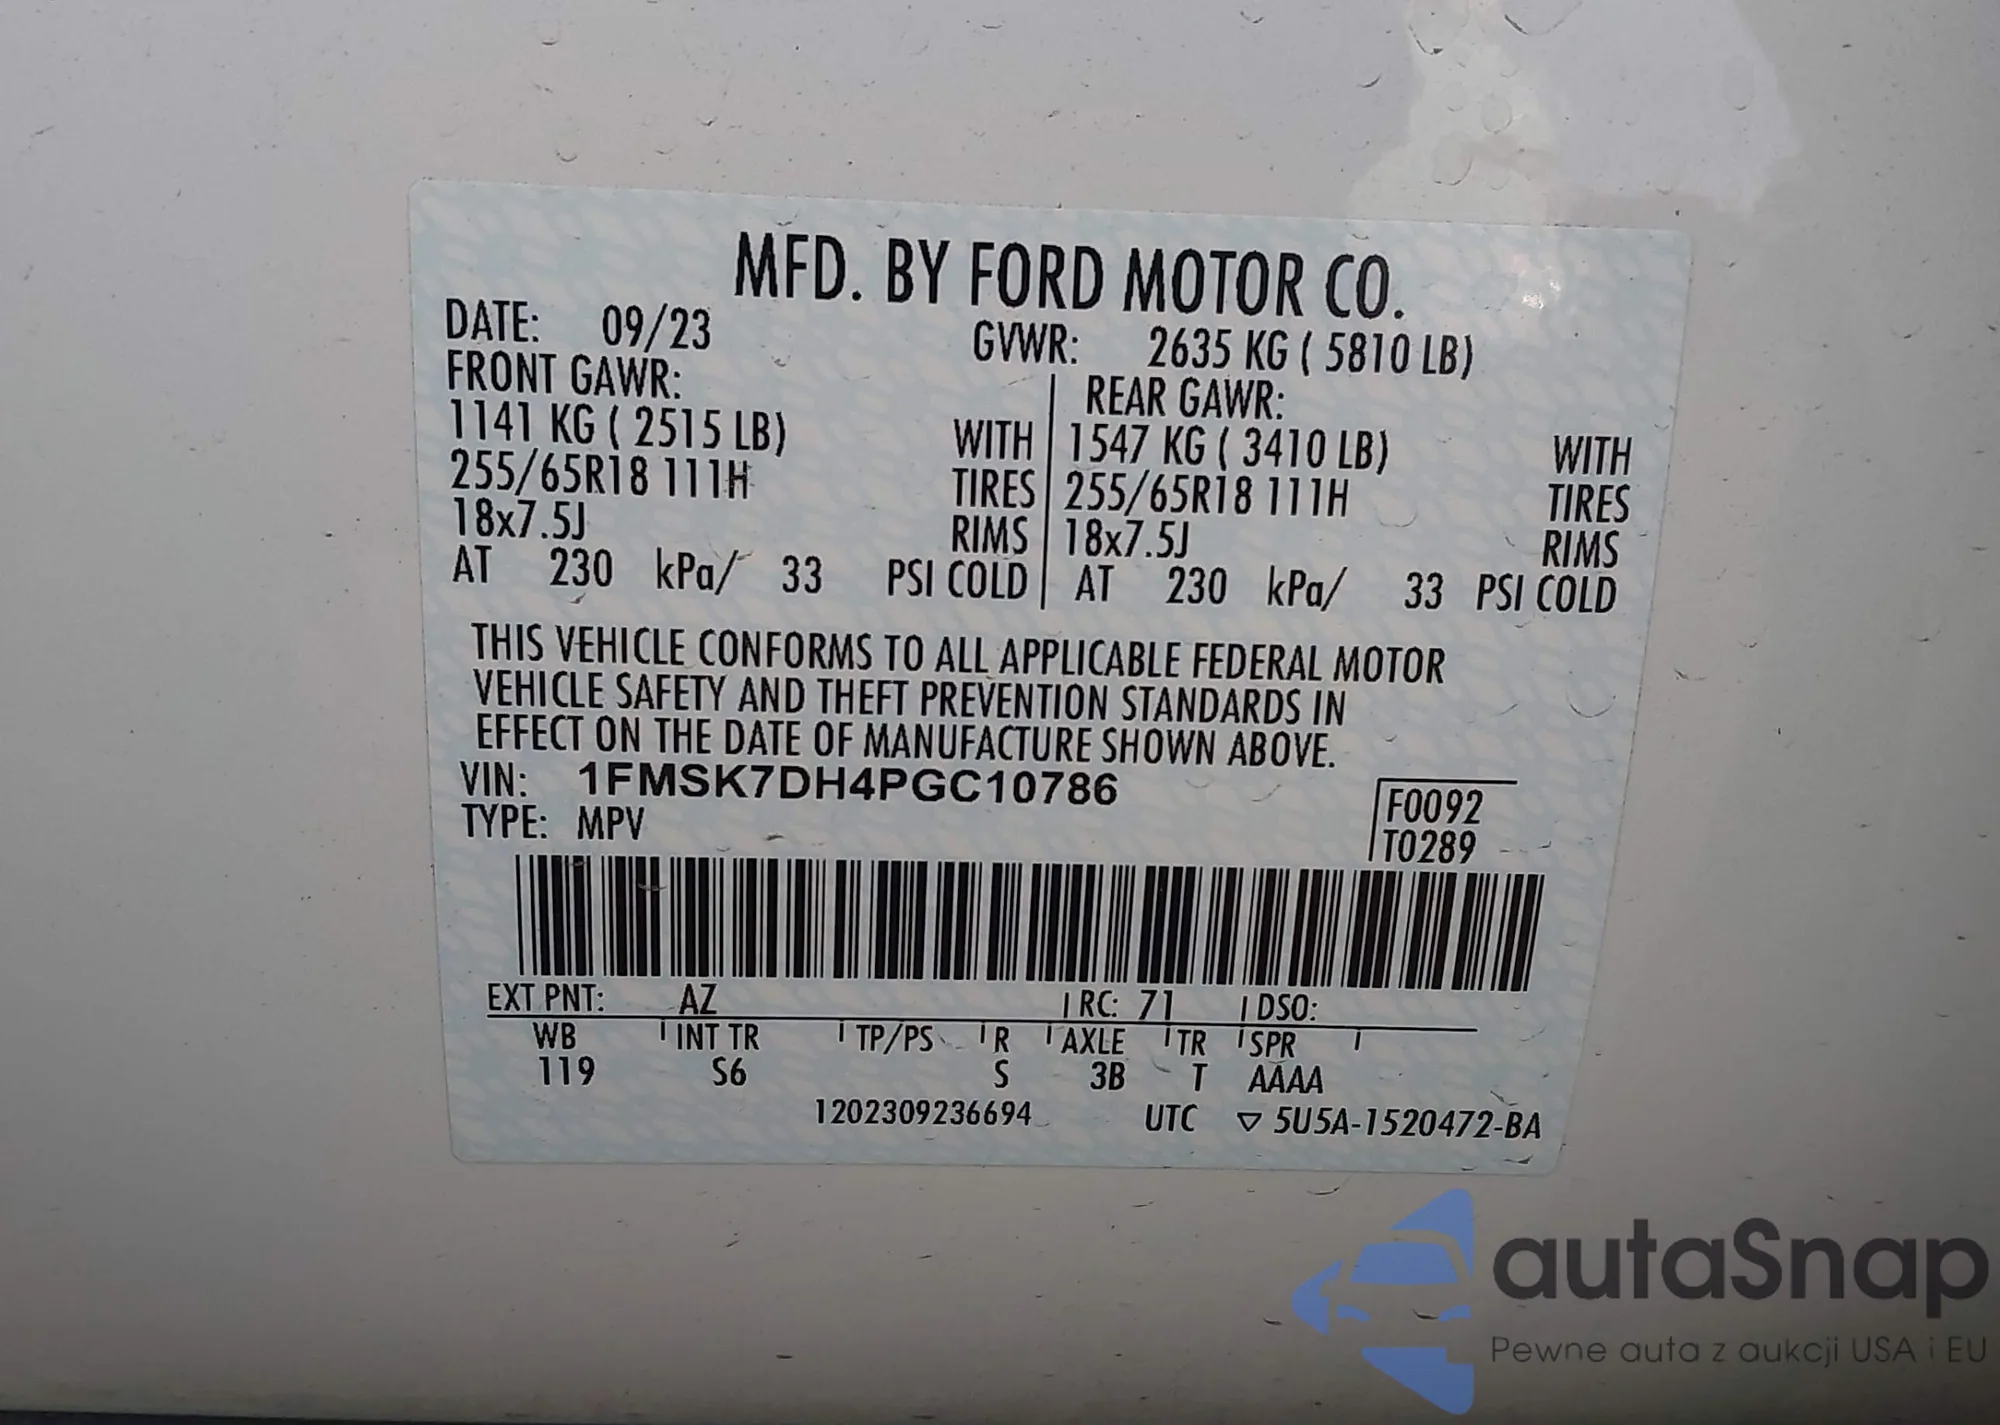 MFD. BY FORD MOTOR CO.
DATE: 09/23 GVWR: 2635 KG ( 5810 LB)
FRONT GAWR: REAR GAWR:
1141 KG ( 2515 LB) WITH 1547 KG ( 3410 LB) WITH
255/65R18 111H TIRES 255/65R18 111H TIRES
18x7.5J RIMS 18x7.5J RIMS
AT 230 kPa/ 33 PSI COLD AT 230 kPa/ 33 PSI COLD
THIS VEHICLE CONFORMS TO ALL APPLICABLE FEDERAL MOTOR
VEHICLE SAFETY AND THEFT PREVENTION STANDARDS IN
EFFECT ON THE DATE OF MANUFACTURE SHOWN ABOVE.
VIN: 1FMSK7DH4PGC10786
TYPE: MPV
F0092
T0289
EXT PNT: AZ RC: 71 DSO:
WB INT TR TP/PS R AXLE TR SPR
119 S6 S 3B T AAAA
1202309236694 UTC ▽ 5U5A-1520472-BA
autaSnap
Pewne auta z aukcji USA i EU